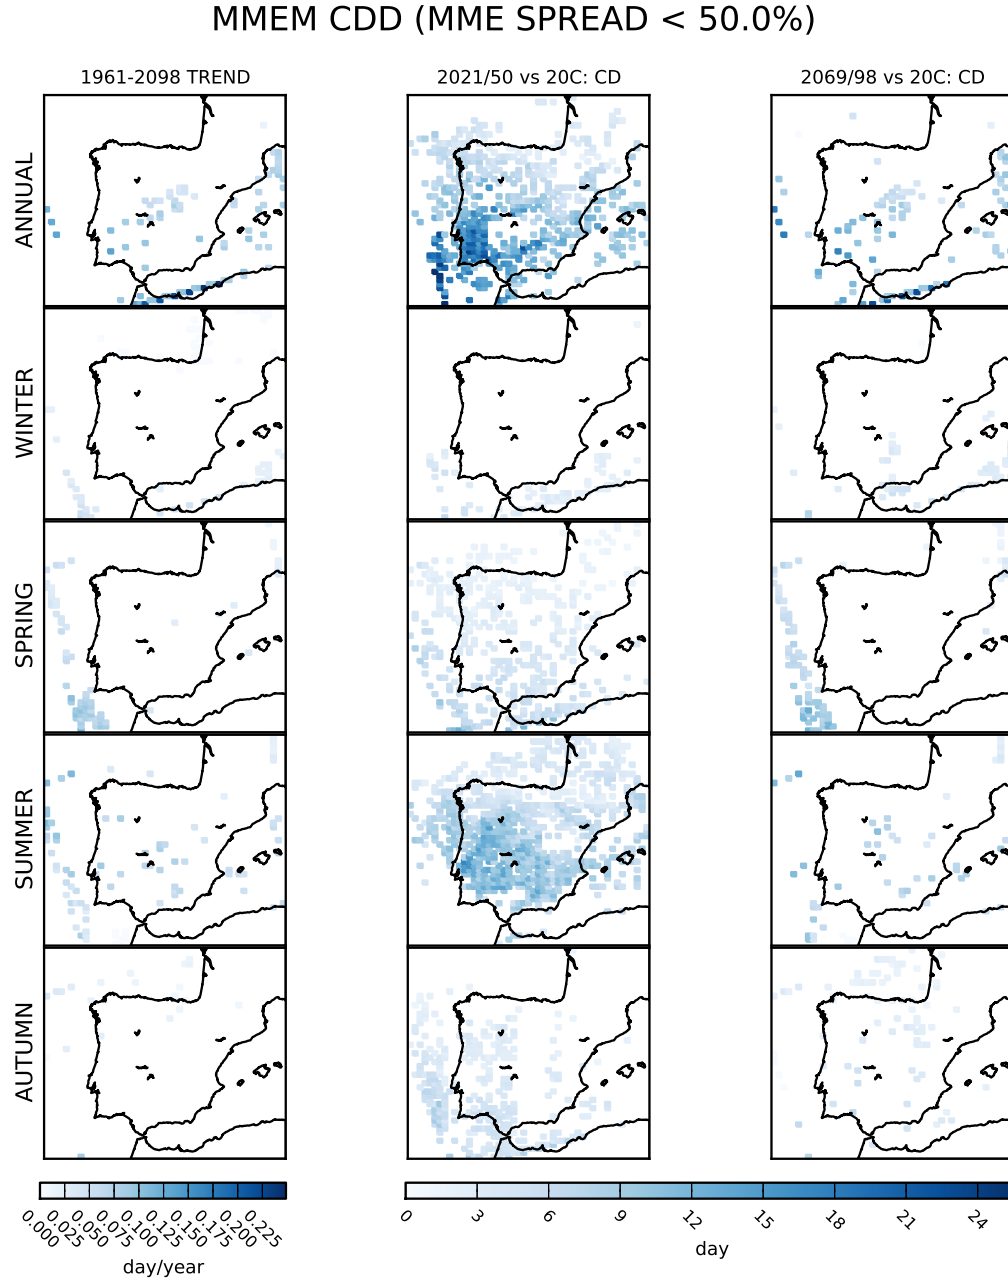 MMEM CDD (MME SPREAD < 50.0%)
1961-2098 TREND
2021/50 vs 20C: CD
2069/98 vs 20C: CD
ANNUAL
WINTER
SPRING
SUMMER
AUTUMN
0.000 0.025 0.050 0.075 0.100 0.125 0.150 0.175 0.200 0.225
day/year
0 3 6 9 12 15 18 21 24
day